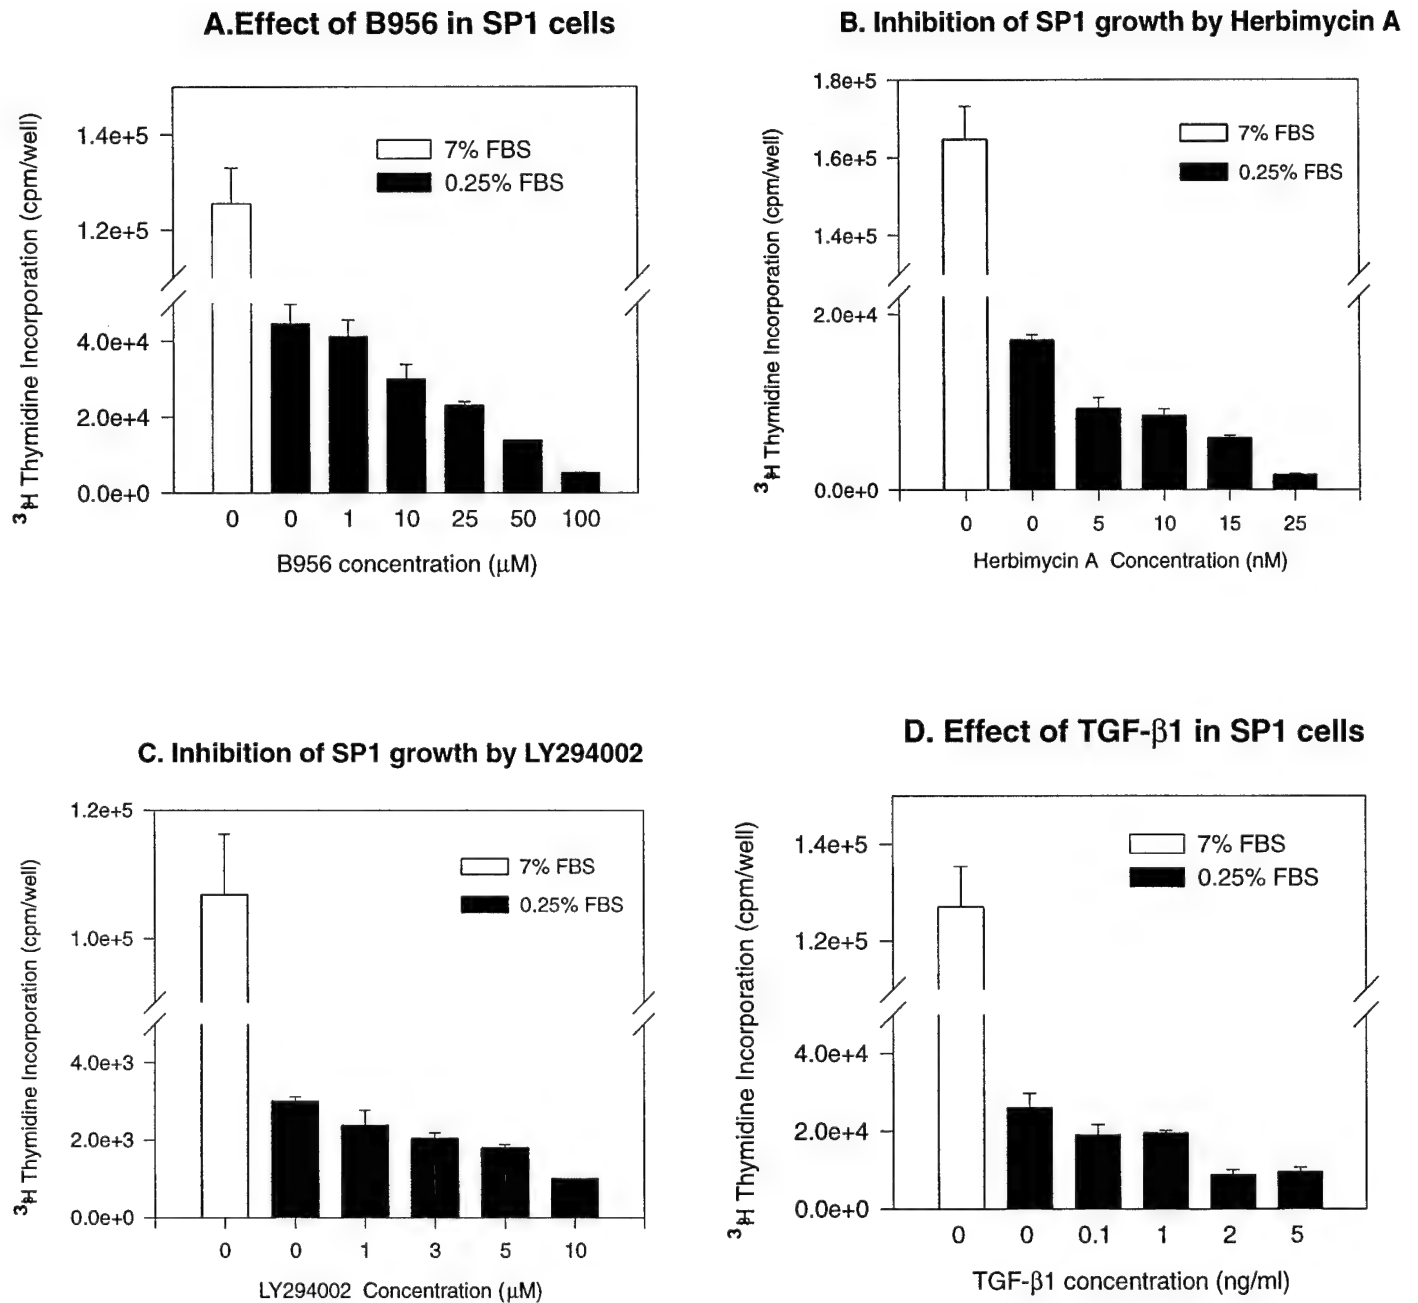 A.Effect of B956 in SP1 cells
³H Thymidine Incorporation (cpm/well)
1.4e+5
1.2e+5
4.0e+4
2.0e+4
0.0e+0
7% FBS
0.25% FBS
0 0 1 10 25 50 100
B956 concentration (μM)
B. Inhibition of SP1 growth by Herbimycin A
³H Thymidine Incorporation (cpm/well)
1.8e+5
1.6e+5
1.4e+5
2.0e+4
0.0e+0
7% FBS
0.25% FBS
0 0 5 10 15 25
Herbimycin A Concentration (nM)
C. Inhibition of SP1 growth by LY294002
³H Thymidine Incorporation (cpm/well)
1.2e+5
1.0e+5
4.0e+3
2.0e+3
0.0e+0
7% FBS
0.25% FBS
0 0 1 3 5 10
LY294002 Concentration (μM)
D. Effect of TGF-β1 in SP1 cells
³H Thymidine Incorporation (cpm/well)
1.4e+5
1.2e+5
4.0e+4
2.0e+4
0.0e+0
7% FBS
0.25% FBS
0 0 0.1 1 2 5
TGF-β1 concentration (ng/ml)